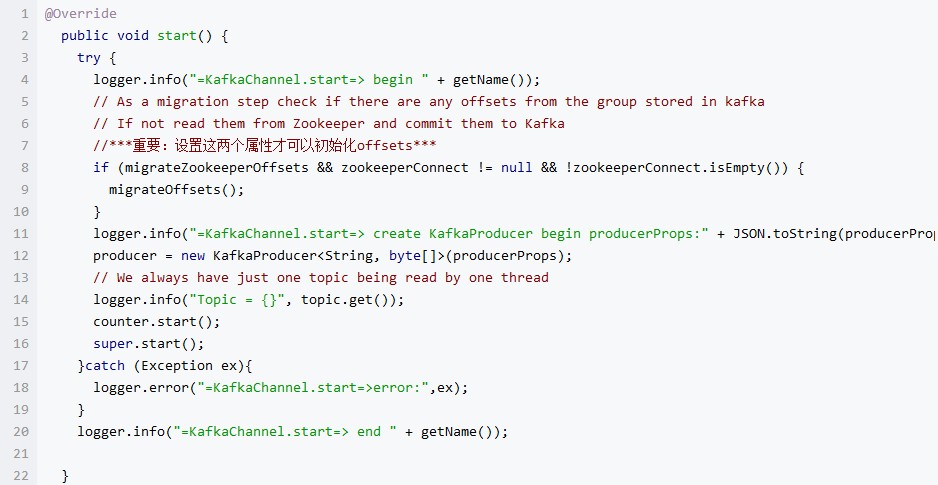 1 @Override
2 public void start() {
3 try {
4 logger.info("=KafkaChannel.start=> begin " + getName());
5 // As a migration step check if there are any offsets from the group stored in kafka
6 // If not read them from Zookeeper and commit them to Kafka
7 //***重要：设置这两个属性才可以初始化offsets***
8 if (migrateZookeeperOffsets && zookeeperConnect != null && !zookeeperConnect.isEmpty()) {
9 migrateOffsets();
10 }
11 logger.info("=KafkaChannel.start=> create KafkaProducer begin producerProps:" + JSON.toString(producerProp
12 producer = new KafkaProducer<String, byte[]>(producerProps);
13 // We always have just one topic being read by one thread
14 logger.info("Topic = {}", topic.get());
15 counter.start();
16 super.start();
17 }catch (Exception ex){
18 logger.error("=KafkaChannel.start=>error:",ex);
19 }
20 logger.info("=KafkaChannel.start=> end " + getName());
21
22 }